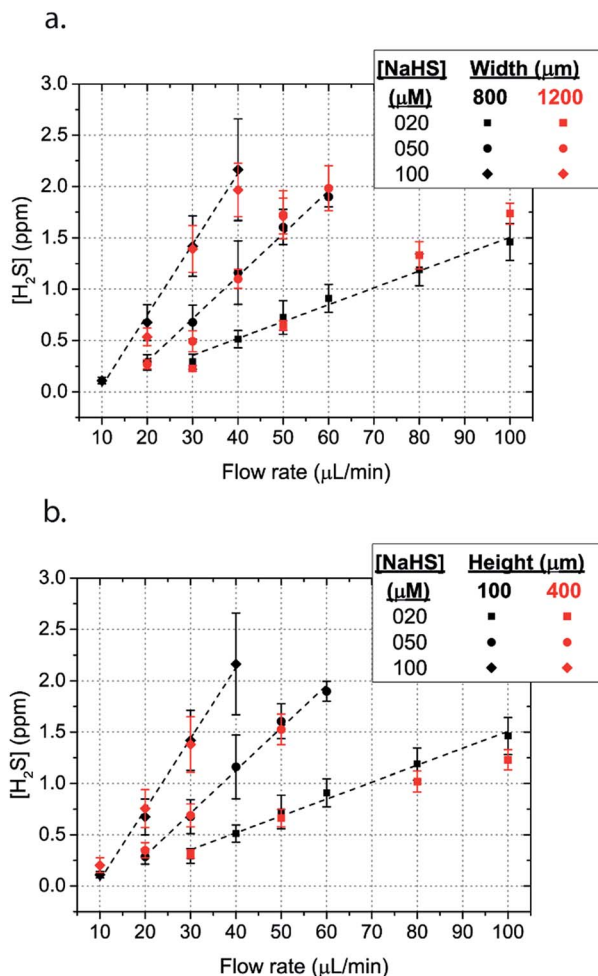 a.
[NaHS] Width (μm)
(μM) 800 1200
020
050
100
3.0
2.5
2.0
1.5
1.0
0.5
0.0
[H₂S] (ppm)
10 20 30 40 50 60 70 80 90 100
Flow rate (μL/min)
b.
[NaHS] Height (μm)
(μM) 100 400
020
050
100
3.0
2.5
2.0
1.5
1.0
0.5
0.0
[H₂S] (ppm)
10 20 30 40 50 60 70 80 90 100
Flow rate (μL/min)